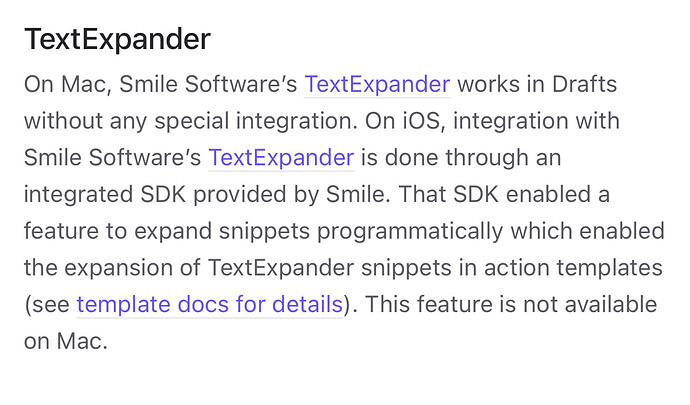 TextExpander
On Mac, Smile Software’s TextExpander works in Drafts
without any special integration. On iOS, integration with
Smile Software’s TextExpander is done through an
integrated SDK provided by Smile. That SDK enabled a
feature to expand snippets programmatically which enabled
the expansion of TextExpander snippets in action templates
(see template docs for details). This feature is not available
on Mac.